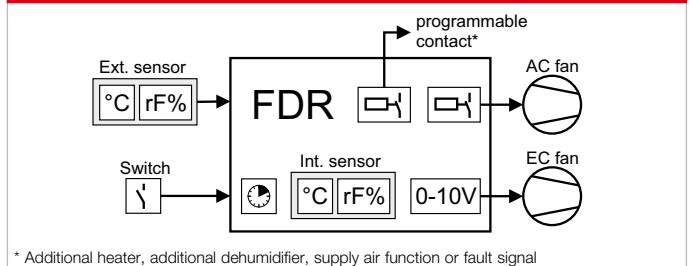 programmable
contact*
Ext. sensor
AC fan
°C rF%
FDR
Switch
Int. sensor
EC fan
°C rF%
0-10V
* Additional heater, additional dehumidifier, supply air function or fault signal